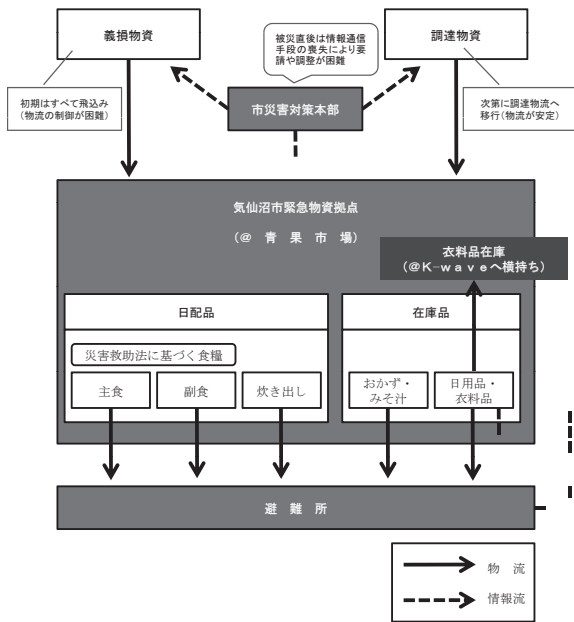 義損物資
被災直後は情報通信
手段の喪失により要
請や調整が困難
調達物資
初期はすべて飛込み
（物流の制御が困難）
市災害対策本部
次第に調達物流へ
移行（物流が安定）
気仙沼市緊急物資拠点
（＠ 青 果 市 場）
衣料品在庫
（＠Ｋ-ｗａｖｅへ横持ち）
日配品
在庫品
災害救助法に基づく食糧
主食
副食
炊き出し
おかず・
みそ汁
日用品・
衣料品
避 難 所
物 流
情報流